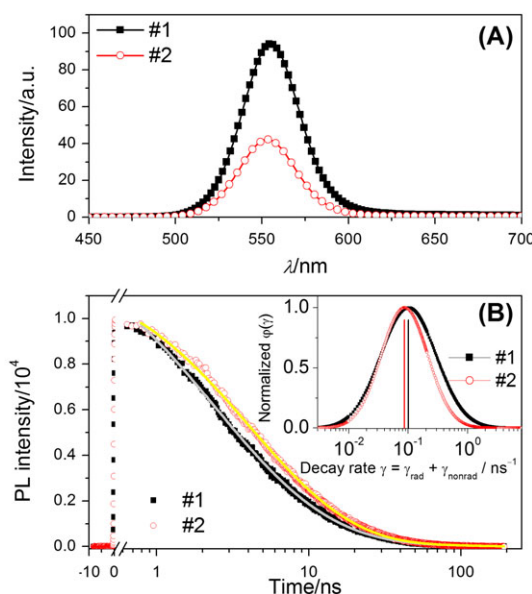 (A)
#1
#2
Intensity/a.u.
100
80
60
40
20
0
450 500 550 600 650 700
λ/nm
(B)
PL intensity/10⁴
1.0
0.8
0.6
0.4
0.2
0.0
#1
#2
-10 0 1 10 100
Time/ns
Normalized φ(γ)
1.0
0.5
0.0
#1
#2
10⁻² 10⁻¹ 10⁰
Decay rate γ = γrad + γnonrad / ns⁻¹